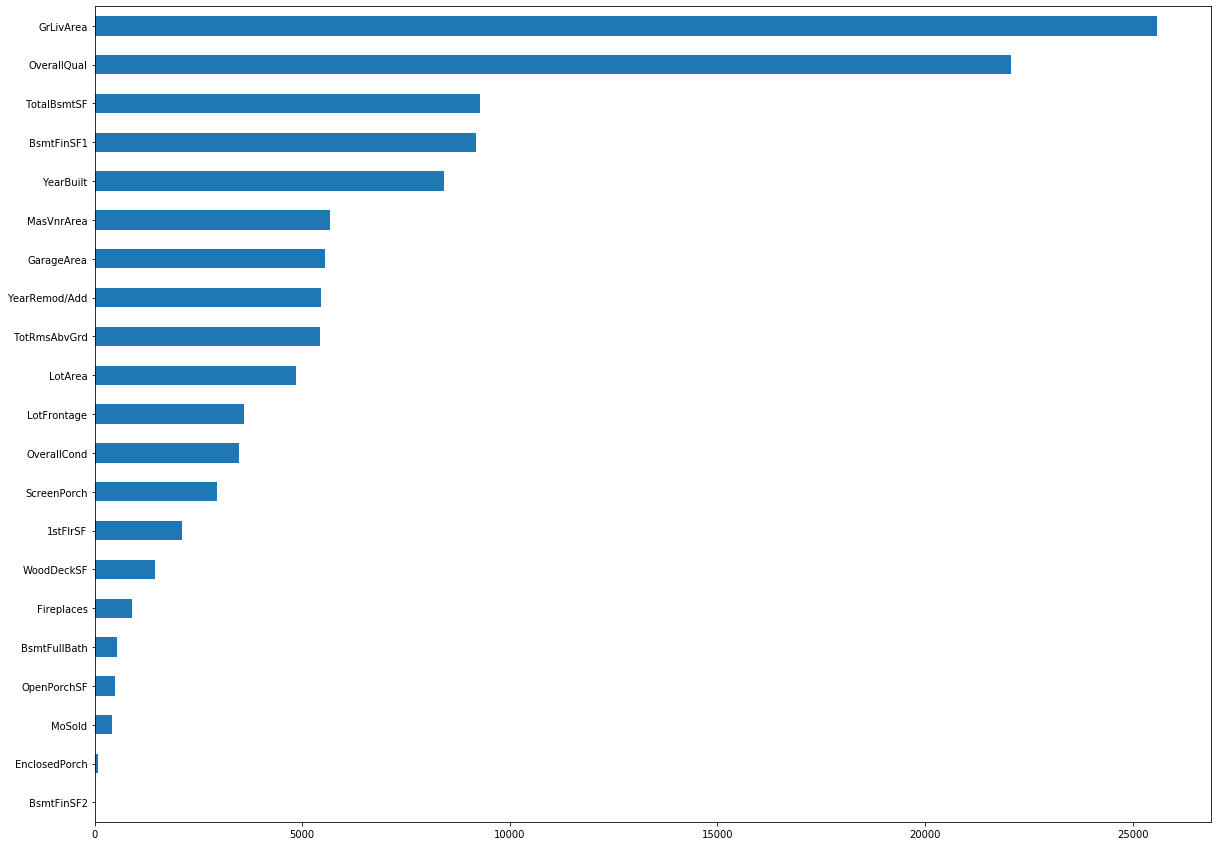 GrLivArea
OverallQual
TotalBsmtSF
BsmtFinSF1
YearBuilt
MasVnrArea
GarageArea
YearRemod/Add
TotRmsAbvGrd
LotArea
LotFrontage
OverallCond
ScreenPorch
1stFlrSF
WoodDeckSF
Fireplaces
BsmtFullBath
OpenPorchSF
MoSold
EnclosedPorch
BsmtFinSF2
0 5000 10000 15000 20000 25000